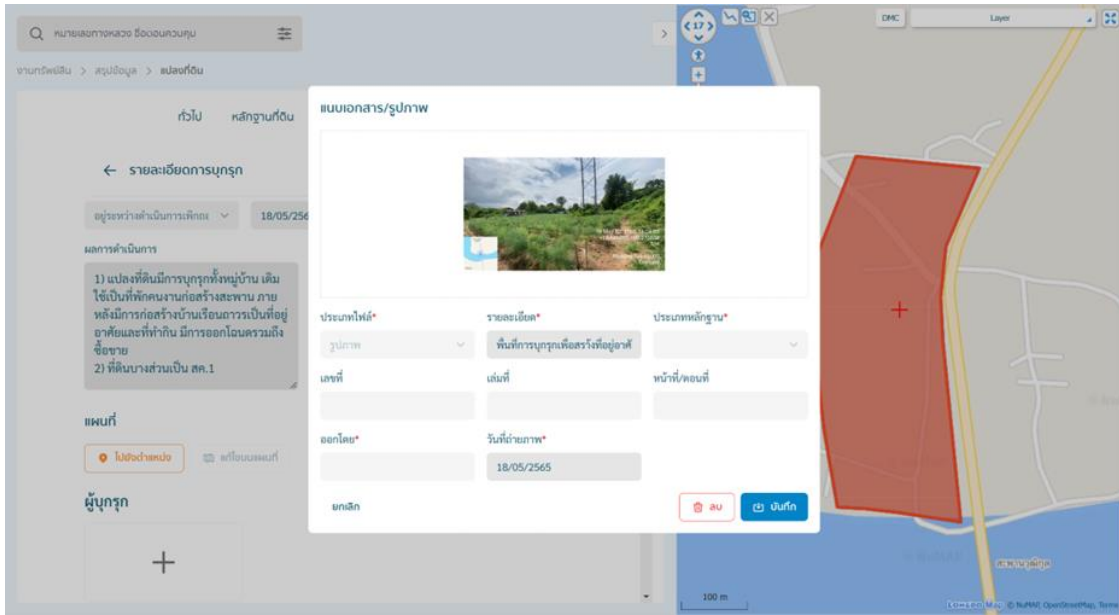 หมายเลขทางหลวง ชื่อตอนควบคุม
งานทรัพย์สิน > สรุปข้อมูล > แปลงที่ดิน
ทั่วไป หลักฐานที่ดิน
← รายละเอียดการบุกรุก
อยู่ระหว่างดำเนินการเพิกถะ 18/05/256
ผลการดำเนินการ
1) แปลงที่ดินมีการบุกรุกทั้งหมู่บ้าน เดิม
ใช้เป็นที่พักคนงานก่อสร้างสะพาน ภาย
หลังมีการก่อสร้างบ้านเรือนถาวรเป็นที่อยู่
อาศัยและที่ทำกิน มีการออกโฉนดรวมถึง
ซื้อขาย
2) ที่ดินบางส่วนเป็น สค.1
แผนที่
ไปยังตำแหน่ง แก้ไขบนแผนที่
ผู้บุกรุก
แนบเอกสาร/รูปภาพ
ประเภทไฟล์* รายละเอียด* ประเภทหลักฐาน*
รูปภาพ พื้นที่การบุกรุกเพื่อสร้างที่อยู่อาศั
เลขที่ เล่มที่ หน้าที่/ตอนที่
ออกโดย* วันที่ถ่ายภาพ*
18/05/2565
ยกเลิก ลบ บันทึก
17
DMC Layer
100 m
Longdo Map © NuMAP, OpenStreetMap,